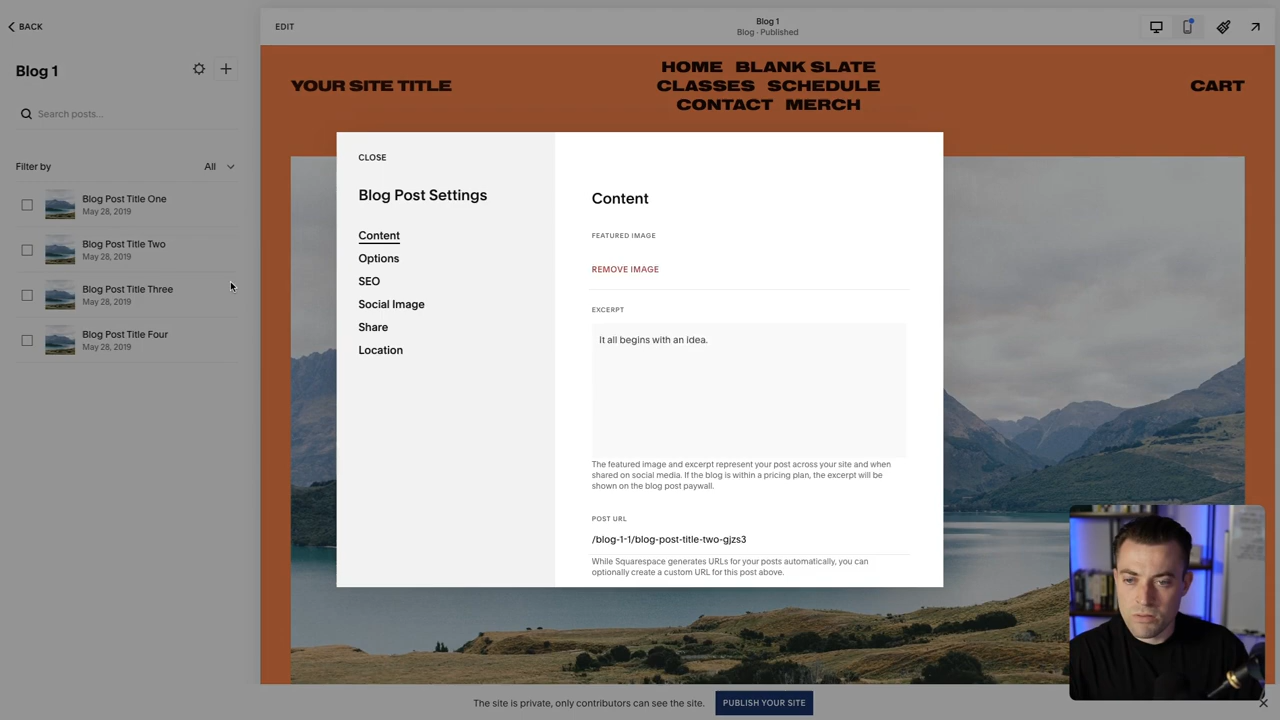 BACK
Blog 1
Search posts...
Filter by
All
Blog Post Title One
May 28, 2019
Blog Post Title Two
May 28, 2019
Blog Post Title Three
May 28, 2019
Blog Post Title Four
May 28, 2019
EDIT
Blog 1
Blog · Published
YOUR SITE TITLE
HOME BLANK SLATE
CLASSES SCHEDULE
CONTACT MERCH
CART
CLOSE
Blog Post Settings
Content
Options
SEO
Social Image
Share
Location
Content
FEATURED IMAGE
REMOVE IMAGE
EXCERPT
It all begins with an idea.
The featured image and excerpt represent your post across your site and when
shared on social media. If the blog is within a pricing plan, the excerpt will be
shown on the blog post paywall.
POST URL
/blog-1-1/blog-post-title-two-gjzs3
While Squarespace generates URLs for your posts automatically, you can
optionally create a custom URL for this post above.
The site is private, only contributors can see the site.
PUBLISH YOUR SITE